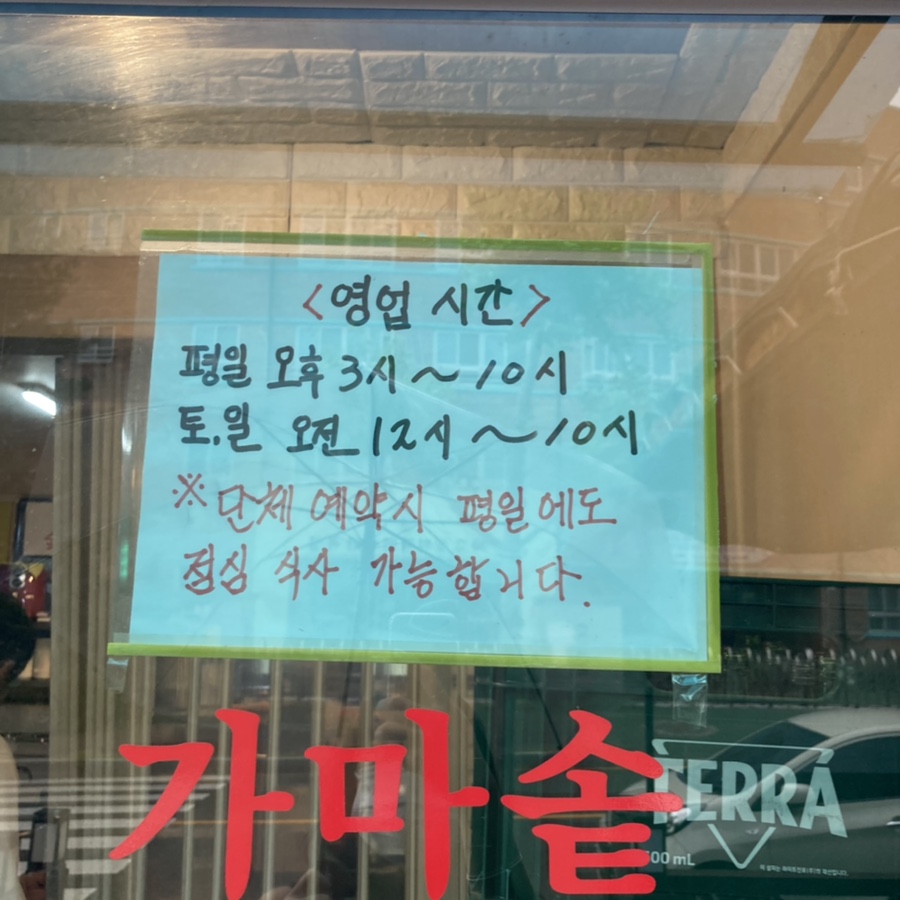 <영업 시간>
평일 오후 3시 ~ 10시
토.일 오전 12시 ~ 10시
※ 단체 예약시 평일에도
점심 식사 가능합니다.
가마솥
TERRA
500 mL